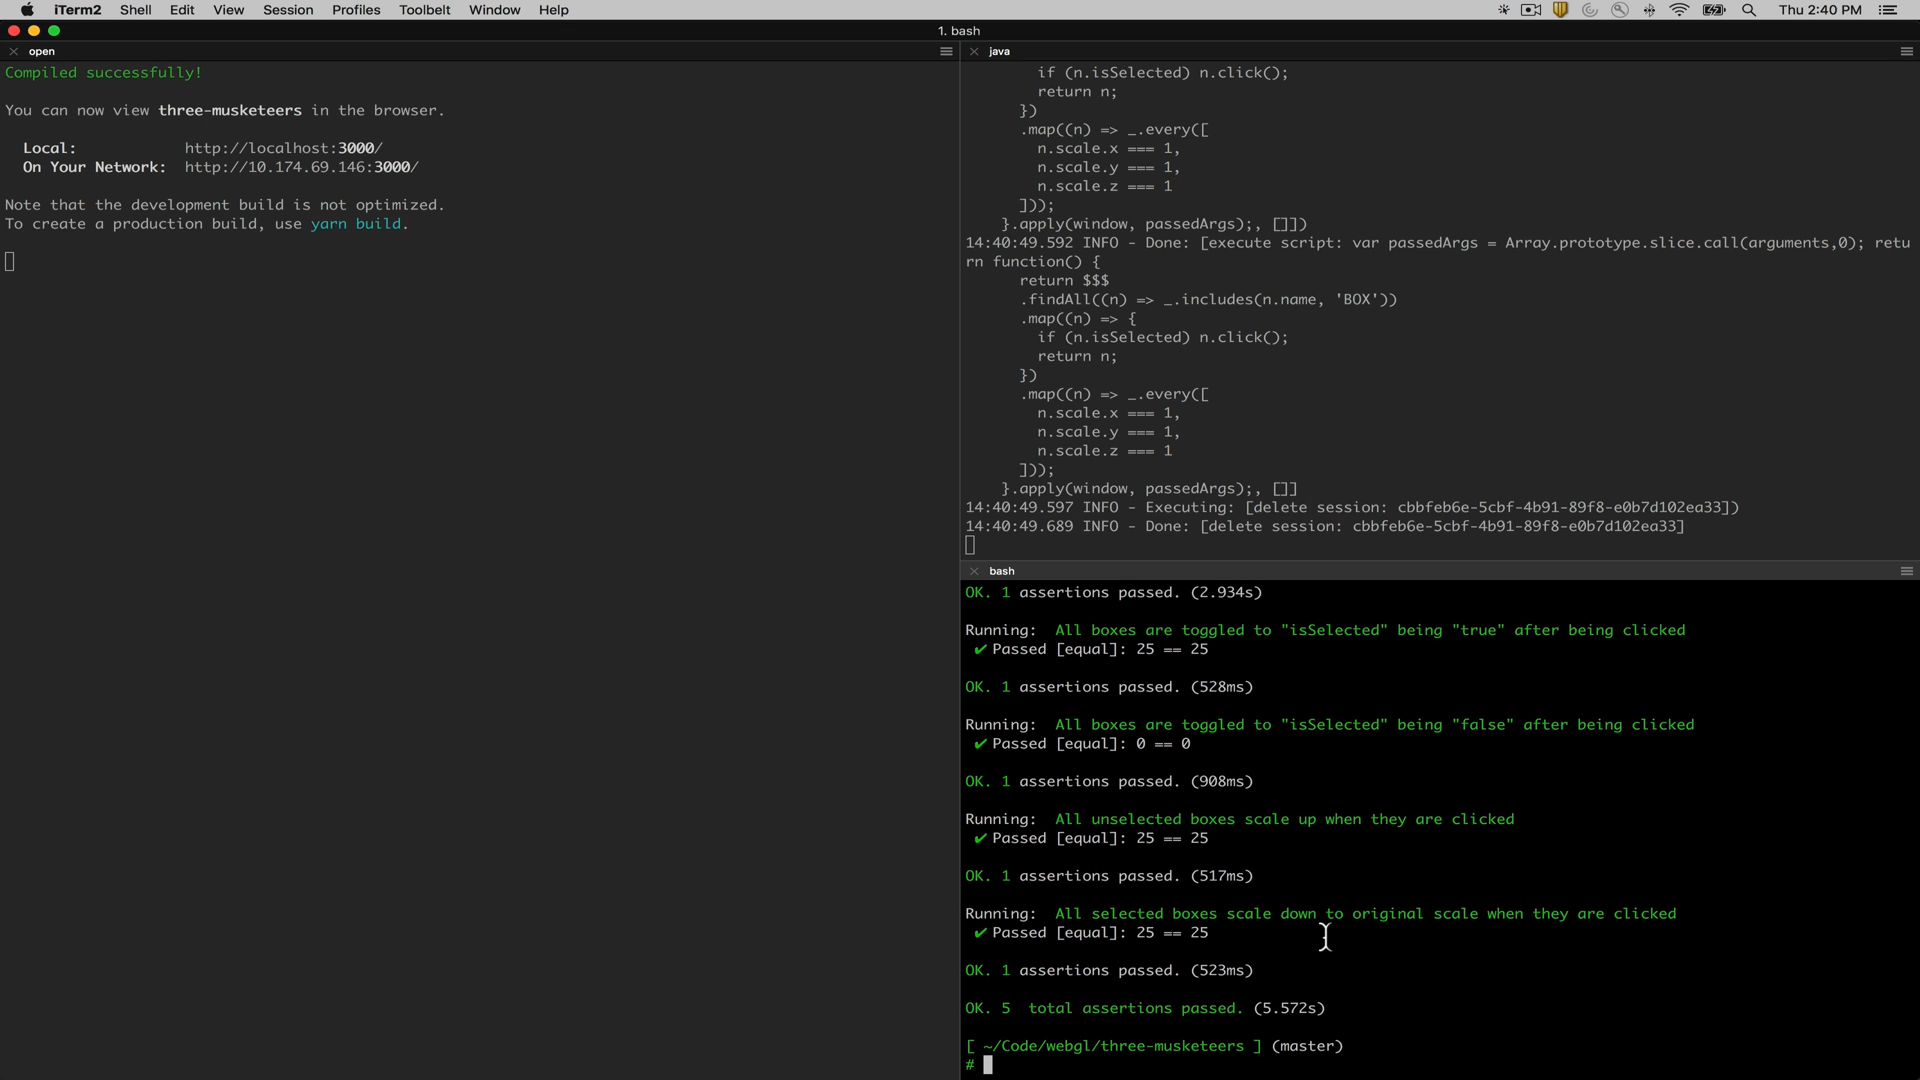 iTerm2 Shell Edit View Session Profiles Toolbelt Window Help Thu 2:40 PM
1. bash
open
Compiled successfully!
You can now view three-musketeers in the browser.
Local: http://localhost:3000/
On Your Network: http://10.174.69.146:3000/
Note that the development build is not optimized.
To create a production build, use yarn build.
java
if (n.isSelected) n.click();
return n;
})
.map((n) => _.every([
n.scale.x === 1,
n.scale.y === 1,
n.scale.z === 1
]));
}.apply(window, passedArgs);, []])
14:40:49.592 INFO - Done: [execute script: var passedArgs = Array.prototype.slice.call(arguments,0); retu
rn function() {
return $$$
.findAll((n) => _.includes(n.name, 'BOX'))
.map((n) => {
if (n.isSelected) n.click();
return n;
})
.map((n) => _.every([
n.scale.x === 1,
n.scale.y === 1,
n.scale.z === 1
]));
}.apply(window, passedArgs);, []]
14:40:49.597 INFO - Executing: [delete session: cbbfeb6e-5cbf-4b91-89f8-e0b7d102ea33])
14:40:49.689 INFO - Done: [delete session: cbbfeb6e-5cbf-4b91-89f8-e0b7d102ea33]
bash
OK. 1 assertions passed. (2.934s)
Running: All boxes are toggled to "isSelected" being "true" after being clicked
✔ Passed [equal]: 25 == 25
OK. 1 assertions passed. (528ms)
Running: All boxes are toggled to "isSelected" being "false" after being clicked
✔ Passed [equal]: 0 == 0
OK. 1 assertions passed. (908ms)
Running: All unselected boxes scale up when they are clicked
✔ Passed [equal]: 25 == 25
OK. 1 assertions passed. (517ms)
Running: All selected boxes scale down to original scale when they are clicked
✔ Passed [equal]: 25 == 25
OK. 1 assertions passed. (523ms)
OK. 5 total assertions passed. (5.572s)
[ ~/Code/webgl/three-musketeers ] (master)
#